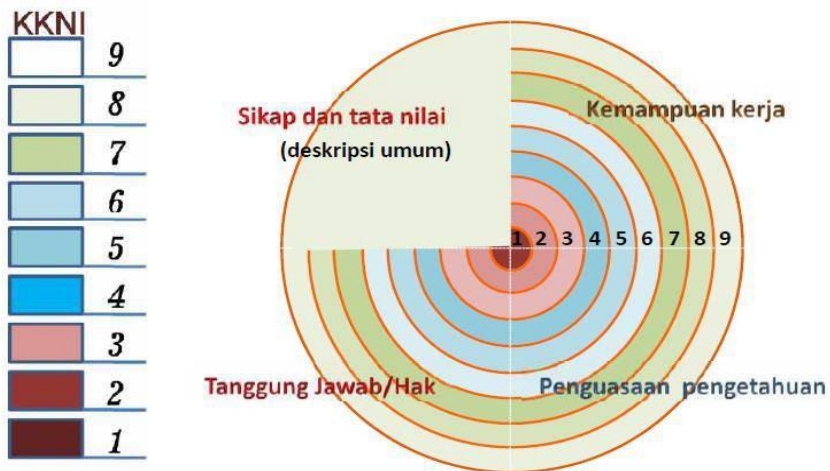 KKNI
9
8
7
6
5
4
3
2
1
Sikap dan tata nilai
(deskripsi umum)
Kemampuan kerja
1 2 3 4 5 6 7 8 9
Tanggung Jawab/Hak
Penguasaan pengetahuan